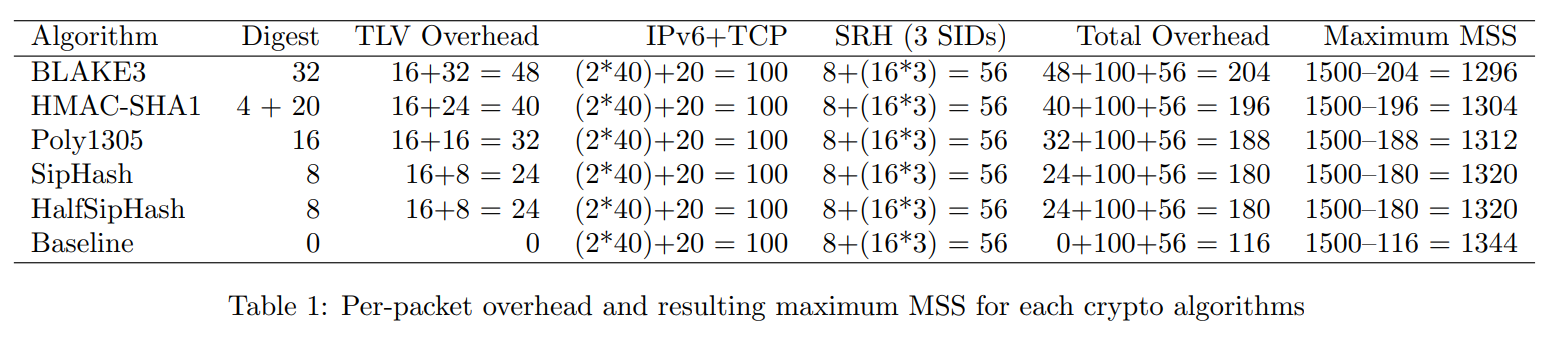 Algorithm Digest TLV Overhead IPv6+TCP SRH (3 SIDs) Total Overhead Maximum MSS
BLAKE3 32 16+32 = 48 (2*40)+20 = 100 8+(16*3) = 56 48+100+56 = 204 1500–204 = 1296
HMAC-SHA1 4 + 20 16+24 = 40 (2*40)+20 = 100 8+(16*3) = 56 40+100+56 = 196 1500–196 = 1304
Poly1305 16 16+16 = 32 (2*40)+20 = 100 8+(16*3) = 56 32+100+56 = 188 1500–188 = 1312
SipHash 8 16+8 = 24 (2*40)+20 = 100 8+(16*3) = 56 24+100+56 = 180 1500–180 = 1320
HalfSipHash 8 16+8 = 24 (2*40)+20 = 100 8+(16*3) = 56 24+100+56 = 180 1500–180 = 1320
Baseline 0 0 (2*40)+20 = 100 8+(16*3) = 56 0+100+56 = 116 1500–116 = 1344
Table 1: Per-packet overhead and resulting maximum MSS for each crypto algorithms